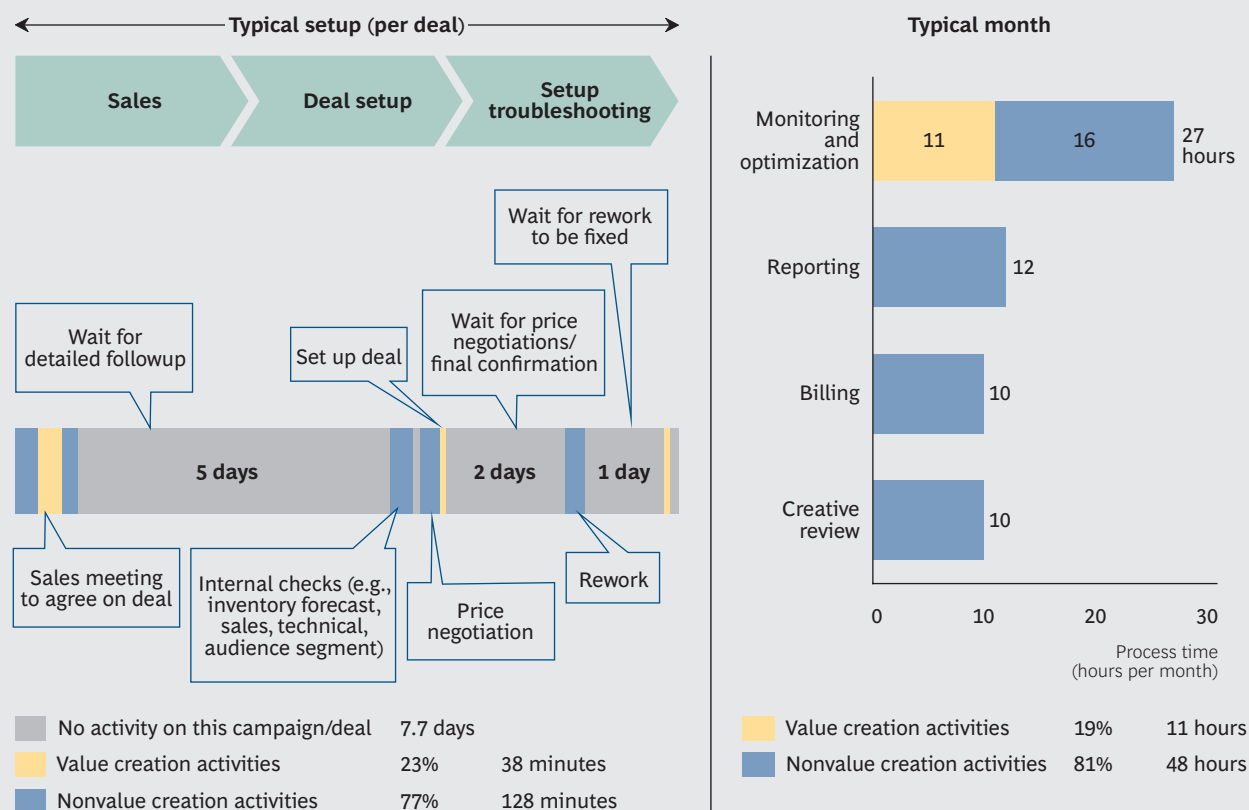 Typical setup (per deal)
Sales
Deal setup
Setup
troubleshooting
Wait for rework
to be fixed
Wait for price
negotiations/
final confirmation
Set up deal
Wait for
detailed followup
5 days
2 days
1 day
Sales meeting
to agree on deal
Internal checks (e.g.,
inventory forecast,
sales, technical,
audience segment)
Price
negotiation
Rework
No activity on this campaign/deal 7.7 days
Value creation activities 23% 38 minutes
Nonvalue creation activities 77% 128 minutes
Typical month
Monitoring
and
optimization
11
16
27
hours
Reporting
12
Billing
10
Creative
review
10
0 10 20 30
Process time
(hours per month)
Value creation activities 19% 11 hours
Nonvalue creation activities 81% 48 hours